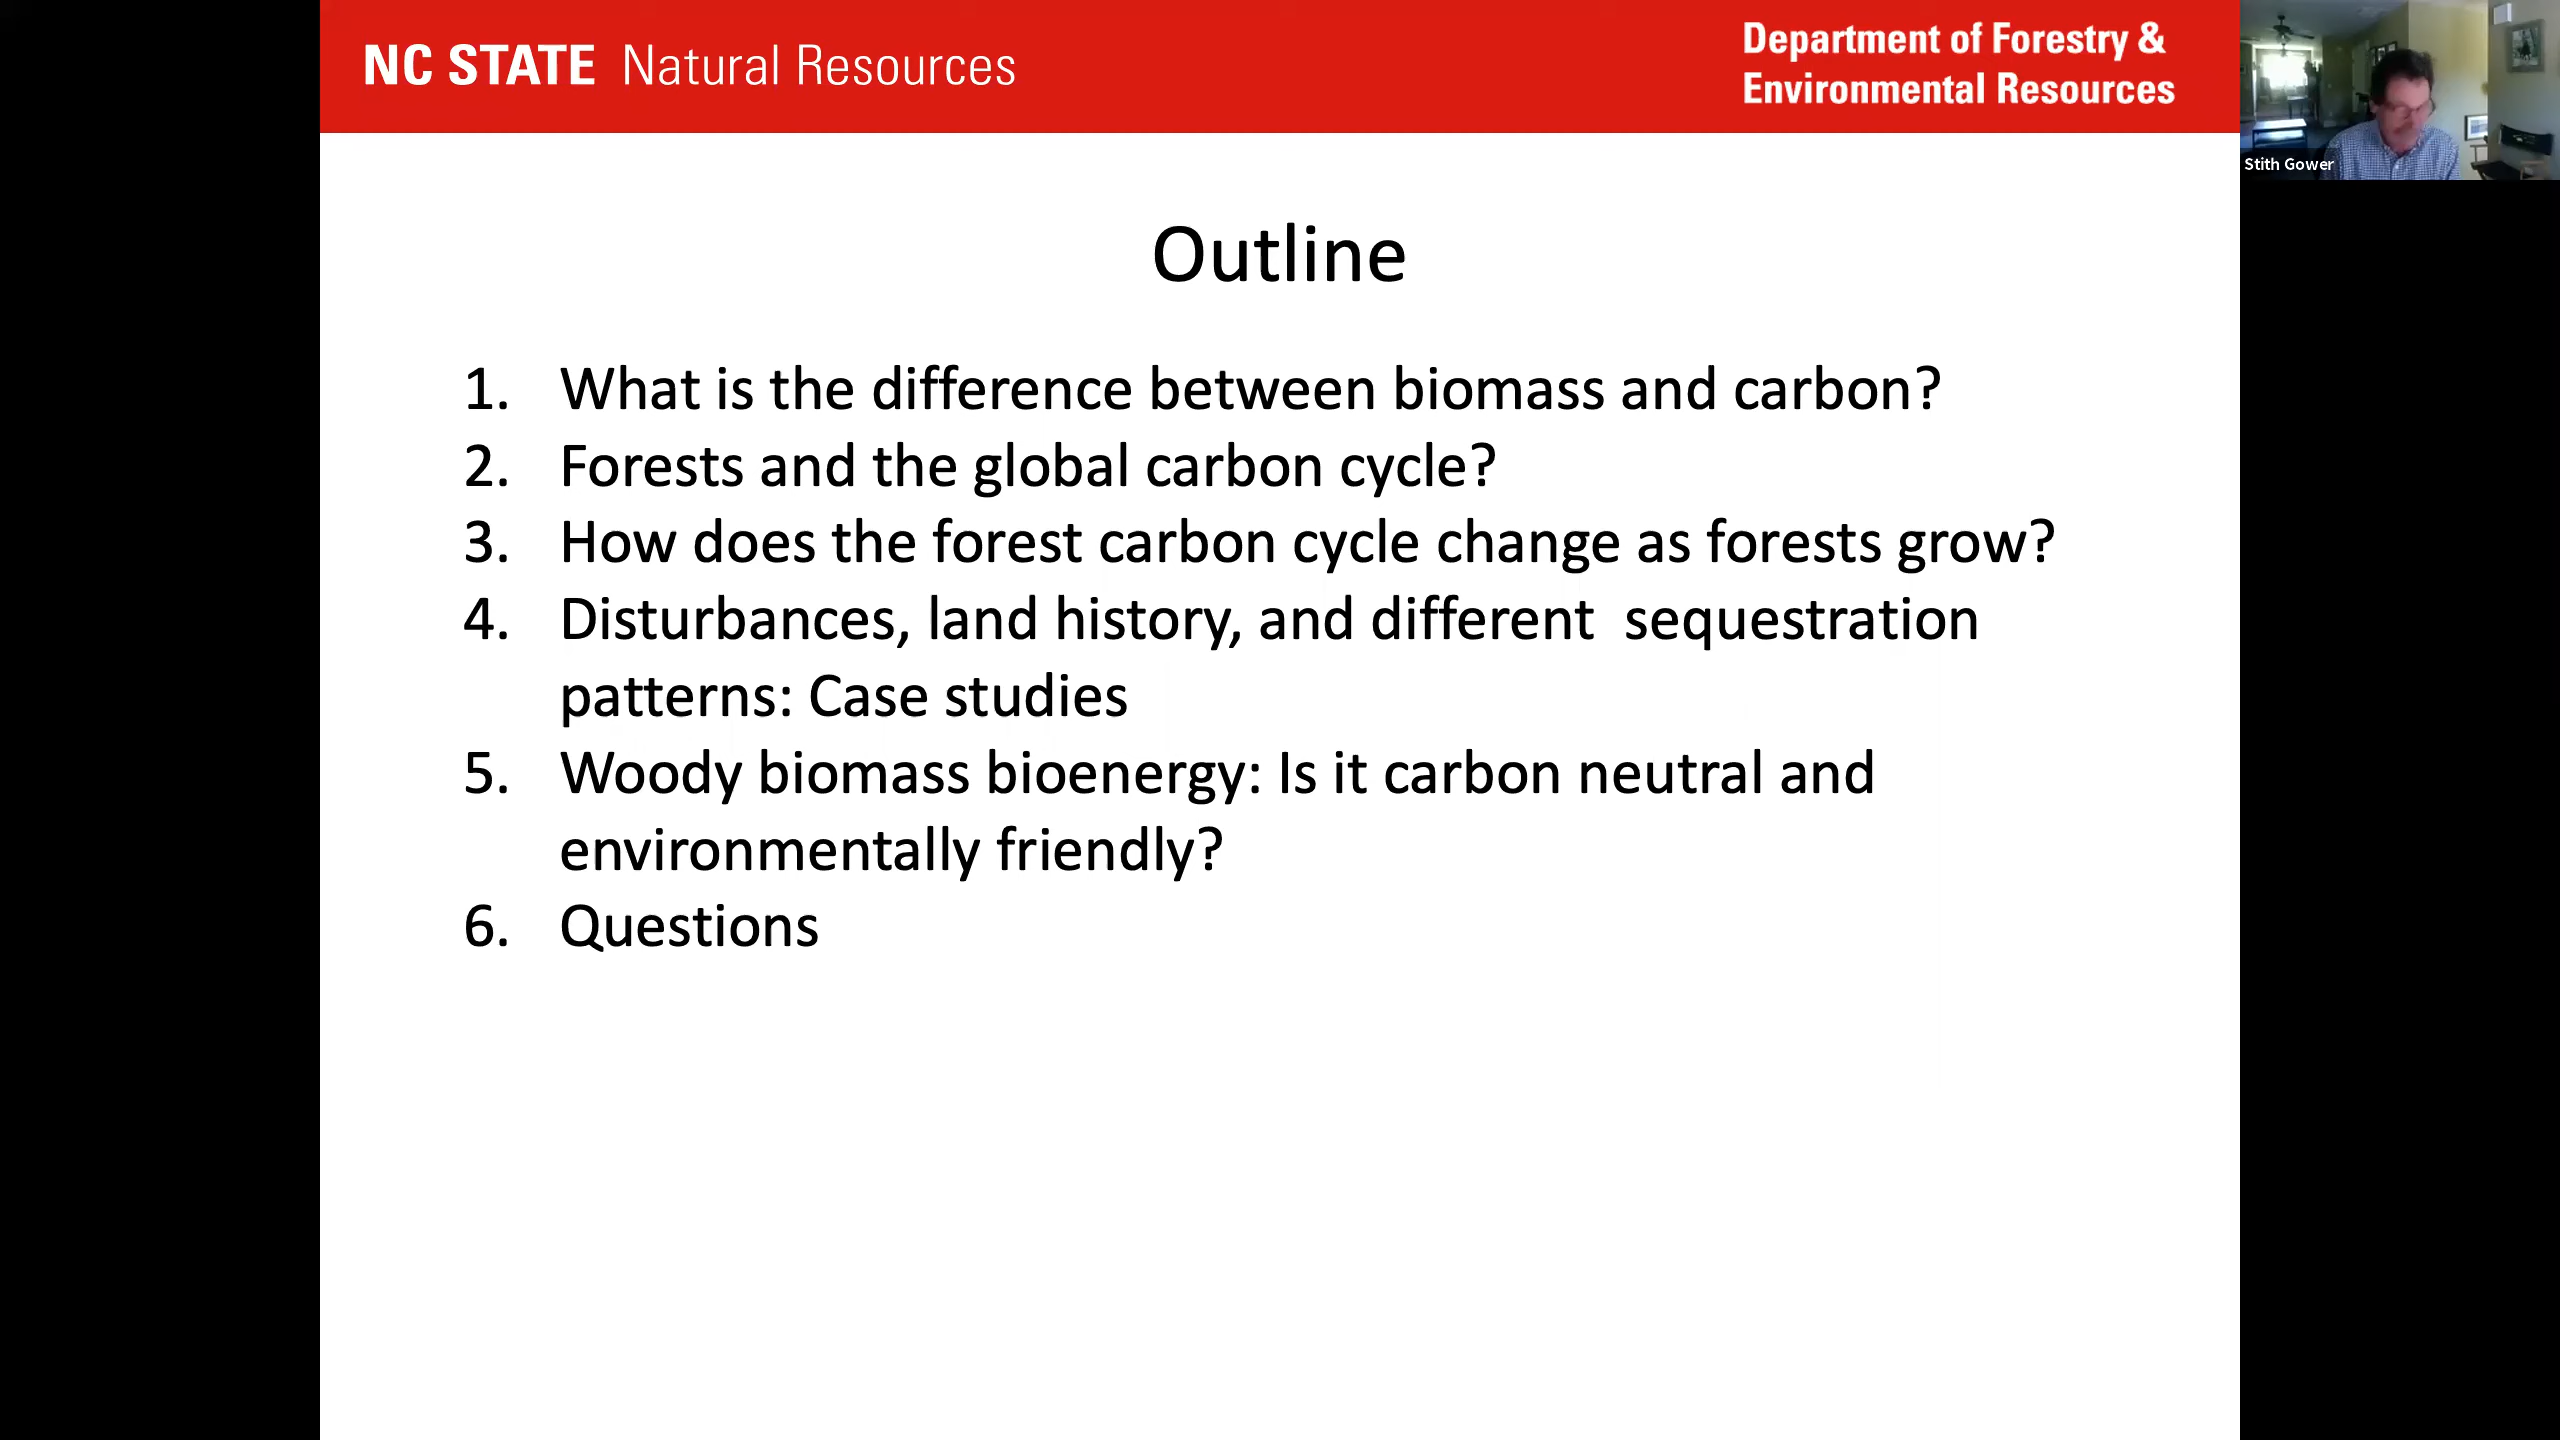 NC STATE Natural Resources
Department of Forestry &
Environmental Resources
Stith Gower
Outline
1. What is the difference between biomass and carbon?
2. Forests and the global carbon cycle?
3. How does the forest carbon cycle change as forests grow?
4. Disturbances, land history, and different  sequestration
patterns: Case studies
5. Woody biomass bioenergy: Is it carbon neutral and
environmentally friendly?
6. Questions